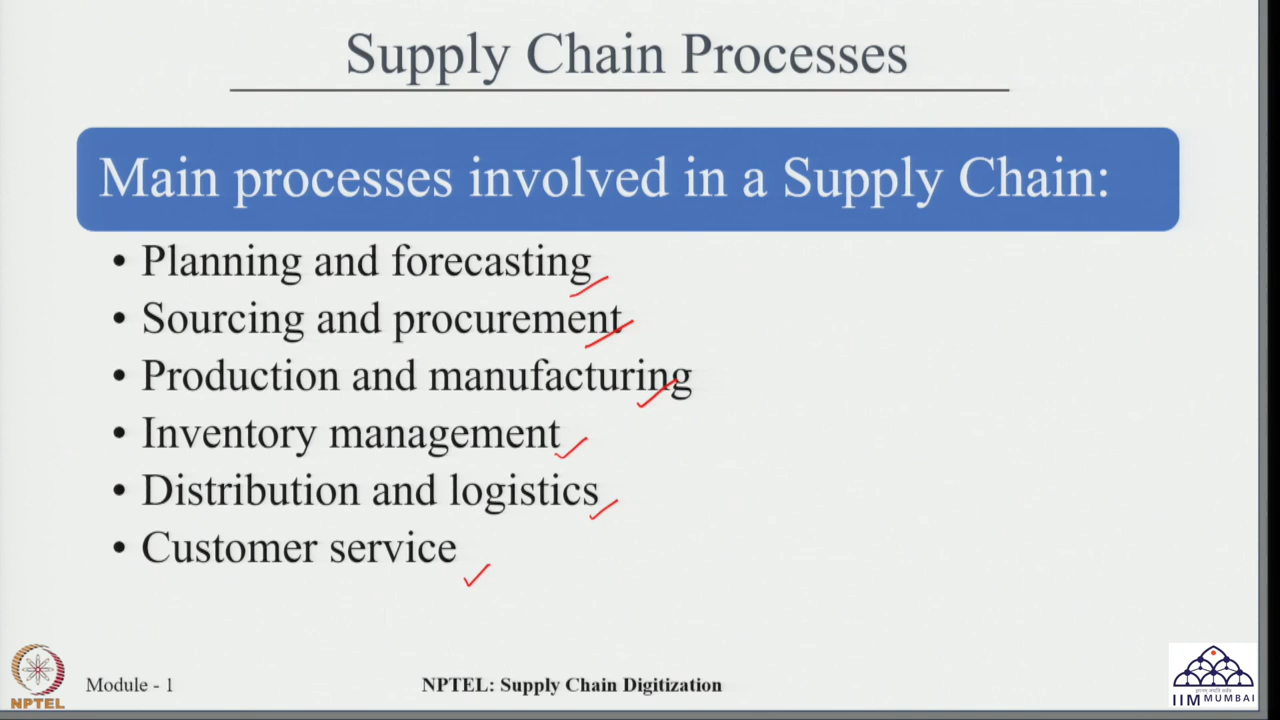 Supply Chain Processes
Main processes involved in a Supply Chain:
• Planning and forecasting
• Sourcing and procurement
• Production and manufacturing
• Inventory management
• Distribution and logistics
• Customer service
NPTEL
Module - 1
NPTEL: Supply Chain Digitization
IIM MUMBAI